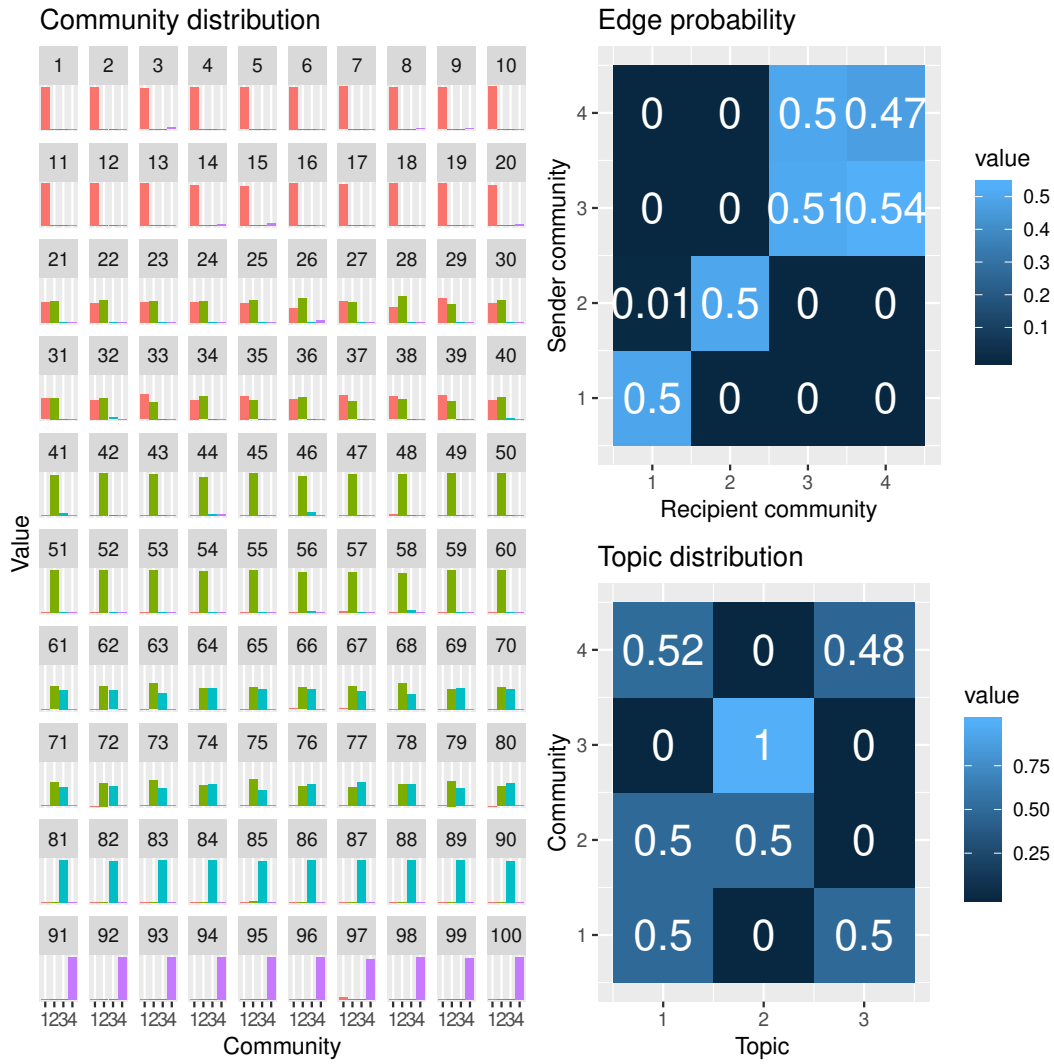 Community distribution
1 2 3 4 5 6 7 8 9 10
11 12 13 14 15 16 17 18 19 20
21 22 23 24 25 26 27 28 29 30
31 32 33 34 35 36 37 38 39 40
41 42 43 44 45 46 47 48 49 50
51 52 53 54 55 56 57 58 59 60
61 62 63 64 65 66 67 68 69 70
71 72 73 74 75 76 77 78 79 80
81 82 83 84 85 86 87 88 89 90
91 92 93 94 95 96 97 98 99 100
1234 1234 1234 1234 1234 1234 1234 1234 1234 1234
Community
Value
Edge probability
4 0 0 0.5 0.47
3 0 0 0.51 0.54
2 0.01 0.5 0 0
1 0.5 0 0 0
1 2 3 4
Recipient community
Sender community
value
0.5
0.4
0.3
0.2
0.1
Topic distribution
4 0.52 0 0.48
3 0 1 0
2 0.5 0.5 0
1 0.5 0 0.5
1 2 3
Topic
Community
value
0.75
0.50
0.25